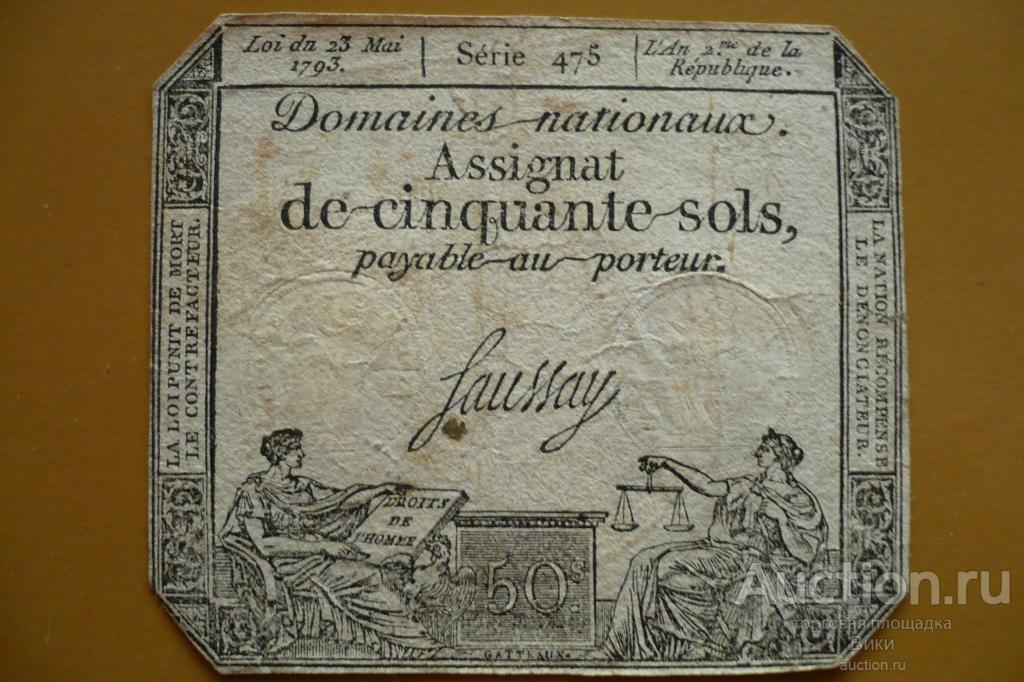 Loi du 23 Mai
1793.
Série 475
L'An 2.me de la
République.
Domaines nationaux.
Assignat
de cinquante sols,
payable au porteur.
LA LOI PUNIT DE MORT
LE CONTREFACTEUR.
LA NATION RÉCOMPENSE
LE DÉNONCIATEUR.
Saussay
DROITS
DE
L'HOMME
50s.
GATTEAUX.
Auction.ru
торговая площадка
Вики
auction.ru